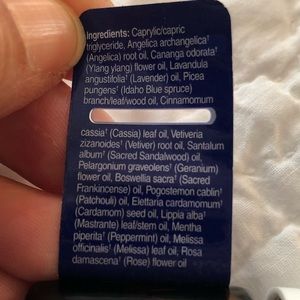 Ingredients: Caprylic/capric
triglyceride, Angelica archangelica†
(Angelica) root oil, Cananga odorata†
(Ylang ylang) flower oil, Lavandula
angustifolia† (Lavender) oil, Picea
pungens† (Idaho Blue spruce)
branch/leaf/wood oil, Cinnamomum
cassia† (Cassia) leaf oil, Vetiveria
zizanoides† (Vetiver) root oil, Santalum
album† (Sacred Sandalwood) oil,
Pelargonium graveolens† (Geranium)
flower oil, Boswellia sacra† (Sacred
Frankincense) oil, Pogostemon cablin†
(Patchouli) oil, Elettaria cardamomum†
(Cardamom) seed oil, Lippia alba†
(Mastrante) leaf/stem oil, Mentha
piperita† (Peppermint) oil, Melissa
officinalis† (Melissa) leaf oil, Rosa
damascena† (Rose) flower oil